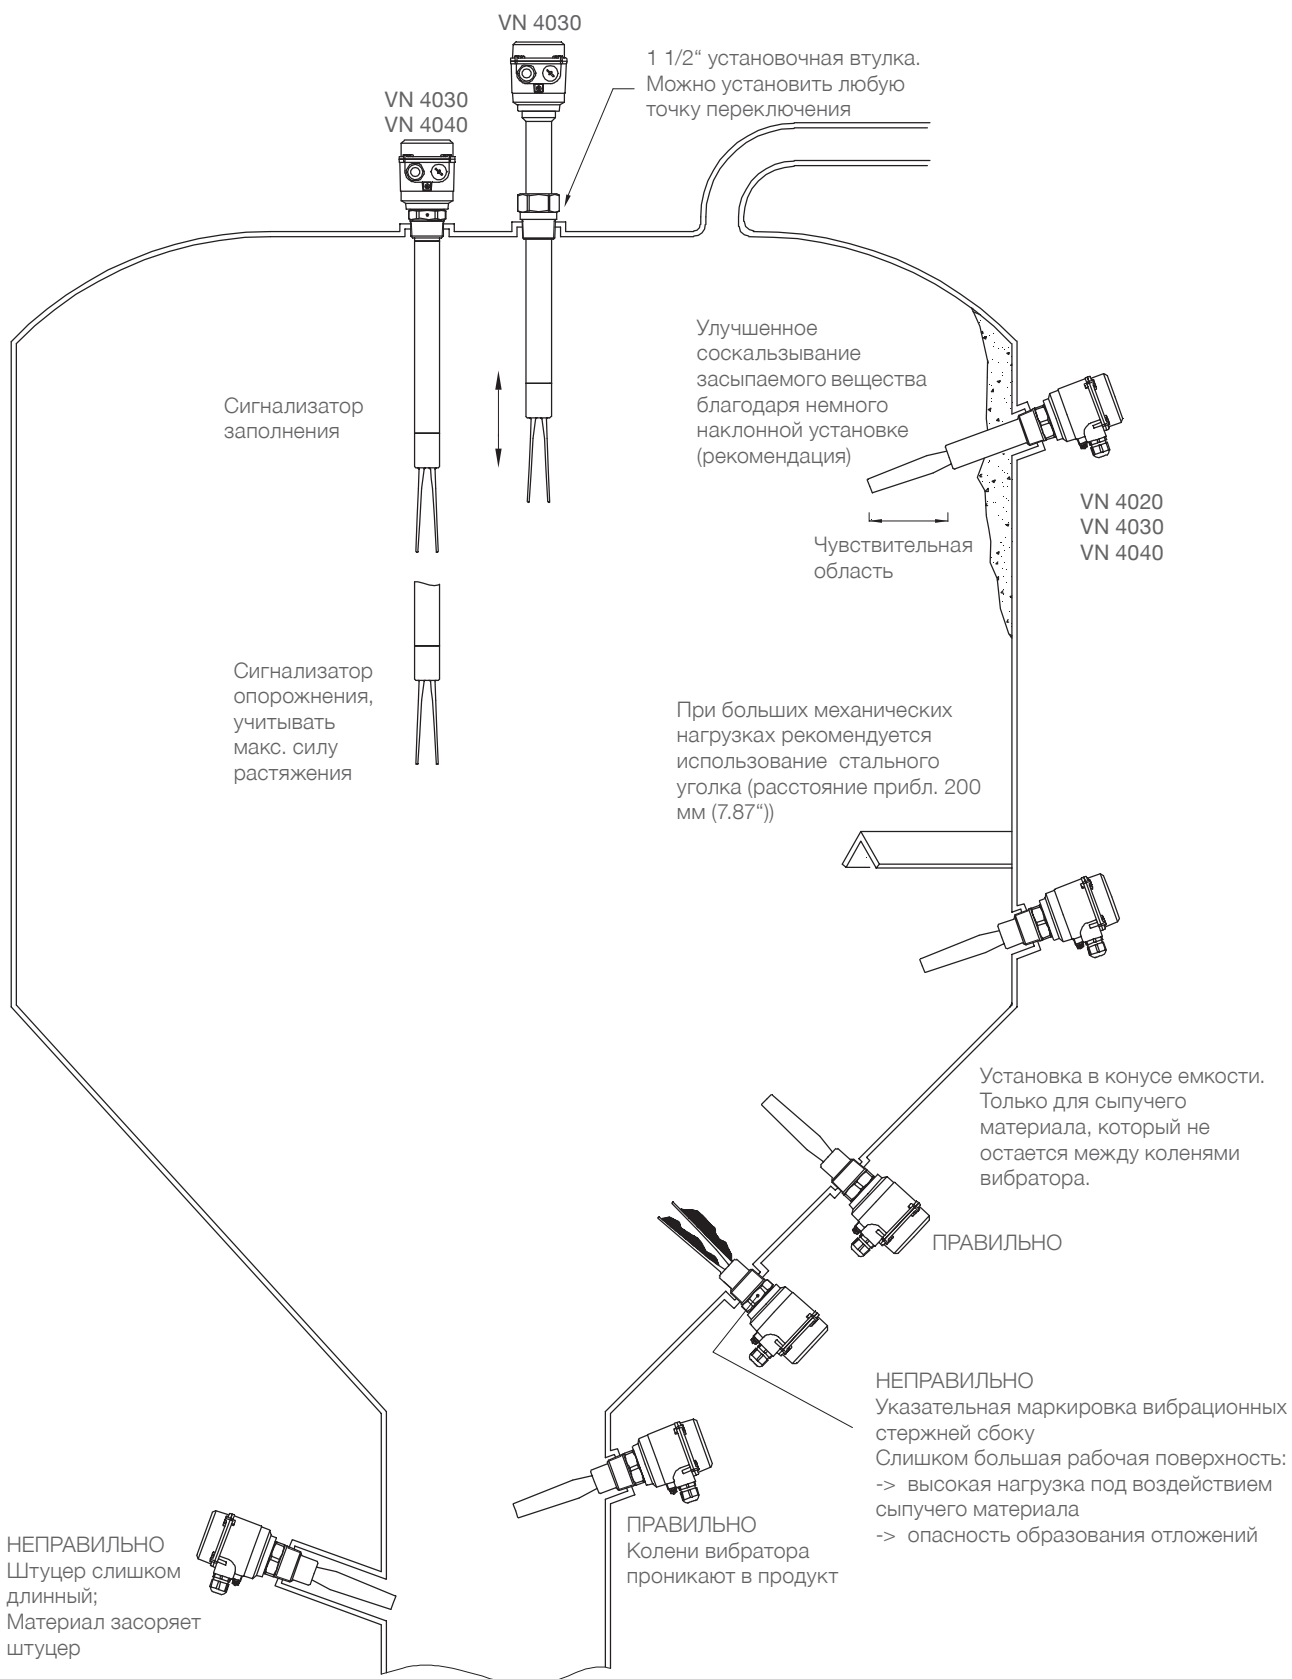 VN 4030
1 1/2“ установочная втулка.
Можно установить любую
точку переключения
VN 4030
VN 4040
Улучшенное
соскальзывание
засыпаемого вещества
благодаря немного
наклонной установке
(рекомендация)
Сигнализатор
заполнения
VN 4020
VN 4030
VN 4040
Чувствительная
область
Сигнализатор
опорожнения,
учитывать
макс. силу
растяжения
При больших механических
нагрузках рекомендуется
использование стального
уголка (расстояние прибл. 200
мм (7.87“))
Установка в конусе емкости.
Только для сыпучего
материала, который не
остается между коленями
вибратора.
ПРАВИЛЬНО
НЕПРАВИЛЬНО
Указательная маркировка вибрационных
стержней сбоку
Слишком большая рабочая поверхность:
-> высокая нагрузка под воздействием
сыпучего материала
-> опасность образования отложений
ПРАВИЛЬНО
Колени вибратора
проникают в продукт
НЕПРАВИЛЬНО
Штуцер слишком
длинный;
Материал засоряет
штуцер